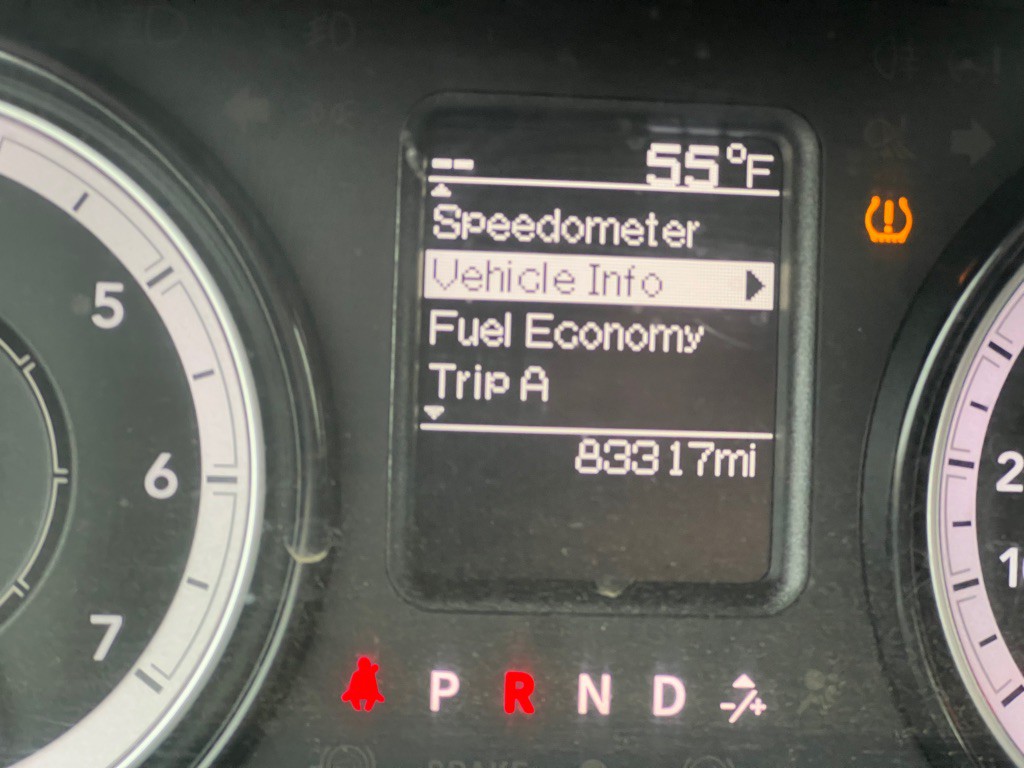 -- 55°F
Speedometer
Vehicle Info
Fuel Economy
Trip A
83317mi
5
6
7
P R N D -/+